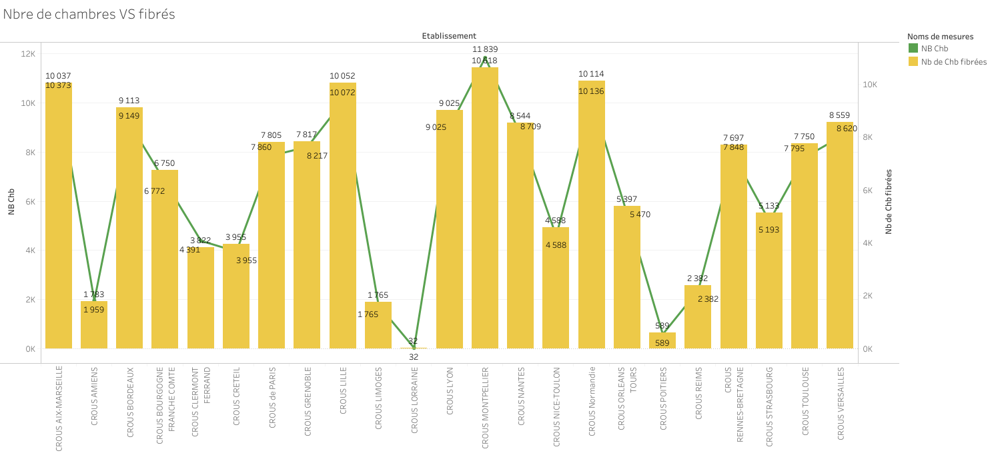 Nbre de chambres VS fibrés
Etablissement
Noms de mesures
NB Chb
Nb de Chb fibrées
NB Chb
12K
10K
8K
6K
4K
2K
0K
10 037
10 373
1 783
1 959
9 113
9 149
6 750
6 772
3 822
4 391
3 955
3 955
7 805
7 860
7 817
8 217
10 052
10 072
1 765
1 765
32
32
9 025
9 025
11 839
10 618
8 544
8 709
4 588
4 588
10 114
10 136
5 397
5 470
589
589
2 382
2 382
7 697
7 848
5 133
5 193
7 750
7 795
8 559
8 620
10K
8K
6K
4K
2K
0K
Nb de Chb fibrées
CROUS AIX-MARSEILLE
CROUS AMIENS
CROUS BORDEAUX
CROUS BOURGOGNE
FRANCHE COMTE
CROUS CLERMONT
FERRAND
CROUS CRETEIL
CROUS de PARIS
CROUS GRENOBLE
CROUS LILLE
CROUS LIMOGES
CROUS LORRAINE
CROUS LYON
CROUS MONTPELLIER
CROUS NANTES
CROUS NICE-TOULON
CROUS Normandie
CROUS ORLEANS
TOURS
CROUS POITIERS
CROUS REIMS
CROUS
RENNES-BRETAGNE
CROUS STRASBOURG
CROUS TOULOUSE
CROUS VERSAILLES